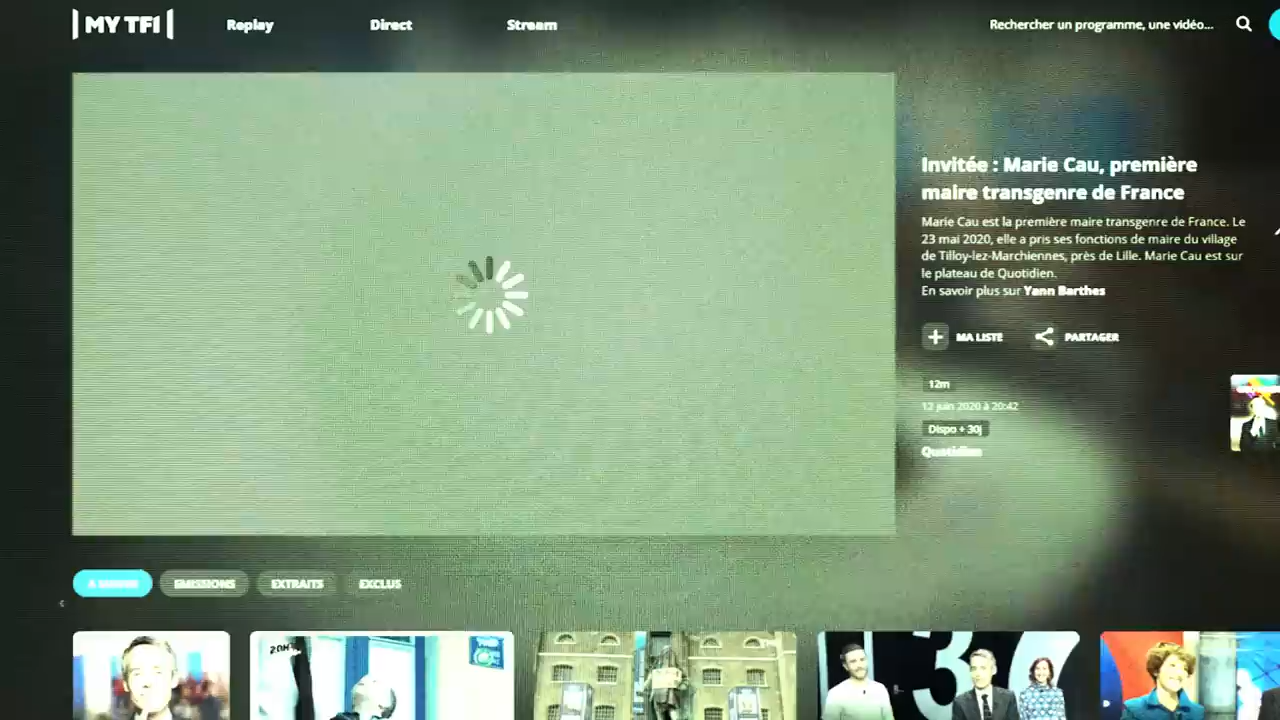 MY TF1
Replay
Direct
Stream
Rechercher un programme, une vidéo...
Invitée : Marie Cau, première
maire transgenre de France
Marie Cau est la première maire transgenre de France. Le
23 mai 2020, elle a pris ses fonctions de maire du village
de Tilloy-lez-Marchiennes, près de Lille. Marie Cau est sur
le plateau de Quotidien.
En savoir plus sur Yann Barthes
MA LISTE
PARTAGER
12m
12 juin 2020 à 20:42
Dispo + 30j
Quotidien
EMISSIONS
EXTRAITS
EXCLUS
20H
37